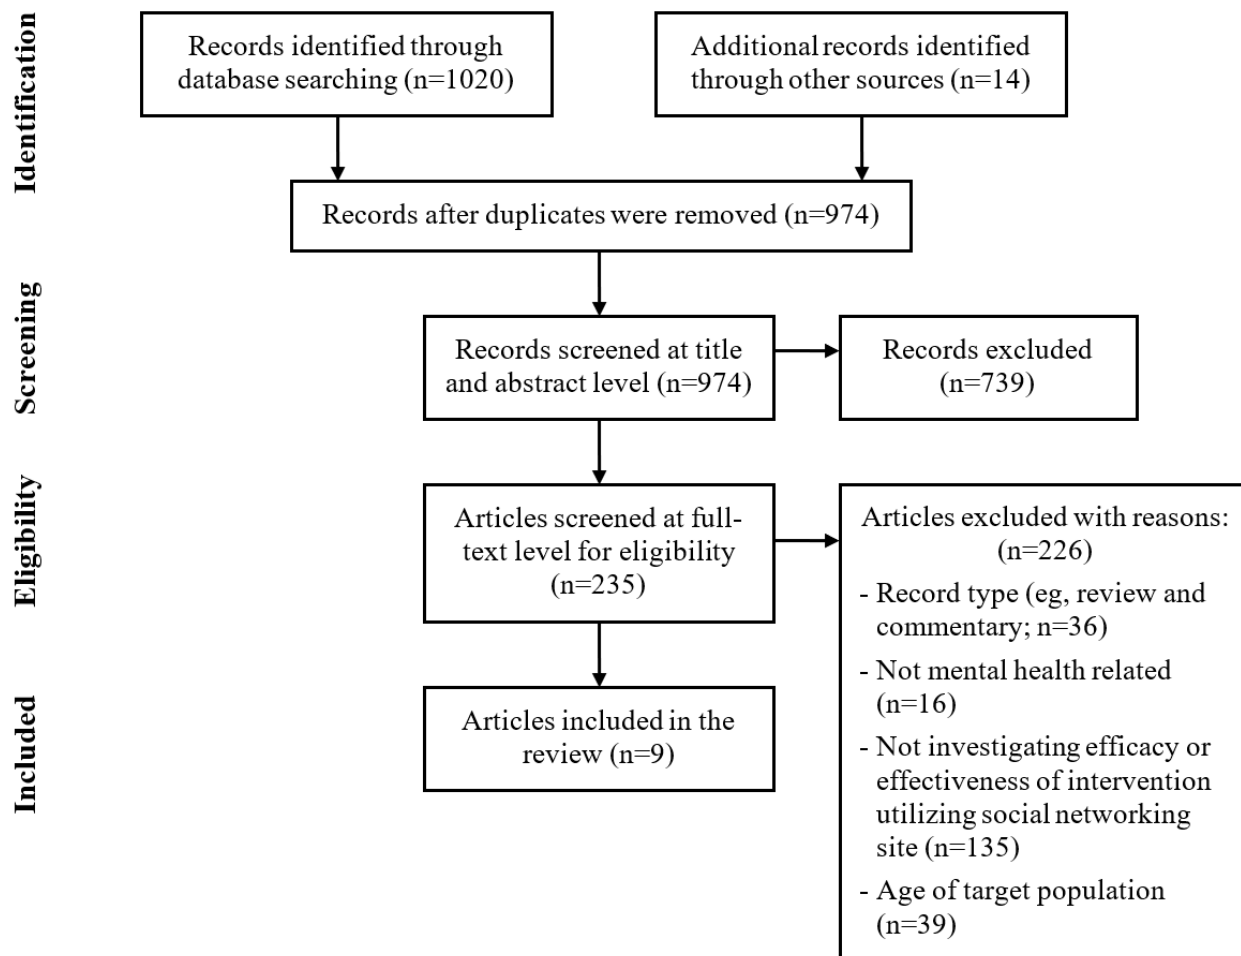 Identification
Records identified through
database searching (n=1020)
Additional records identified
through other sources (n=14)
Records after duplicates were removed (n=974)
Screening
Records screened at title
and abstract level (n=974)
Records excluded
(n=739)
Eligibility
Articles screened at full-
text level for eligibility
(n=235)
Articles excluded with reasons:
(n=226)
- Record type (eg, review and
commentary; n=36)
- Not mental health related
(n=16)
- Not investigating efficacy or
effectiveness of intervention
utilizing social networking
site (n=135)
- Age of target population
(n=39)
Included
Articles included in the
review (n=9)